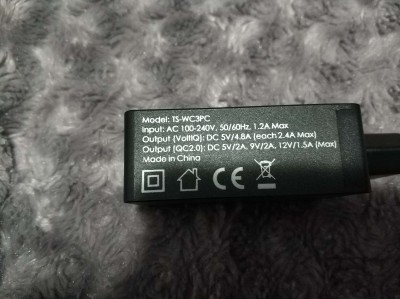 Model: TS-WC3PC
Input: AC 100-240V, 50/60Hz, 1.2A Max
Output (VoltIQ): DC 5V/4.8A (each 2.4A Max)
Output (QC2.0): DC 5V/2A, 9V/2A, 12V/1.5A (Max)
Made in China
CE